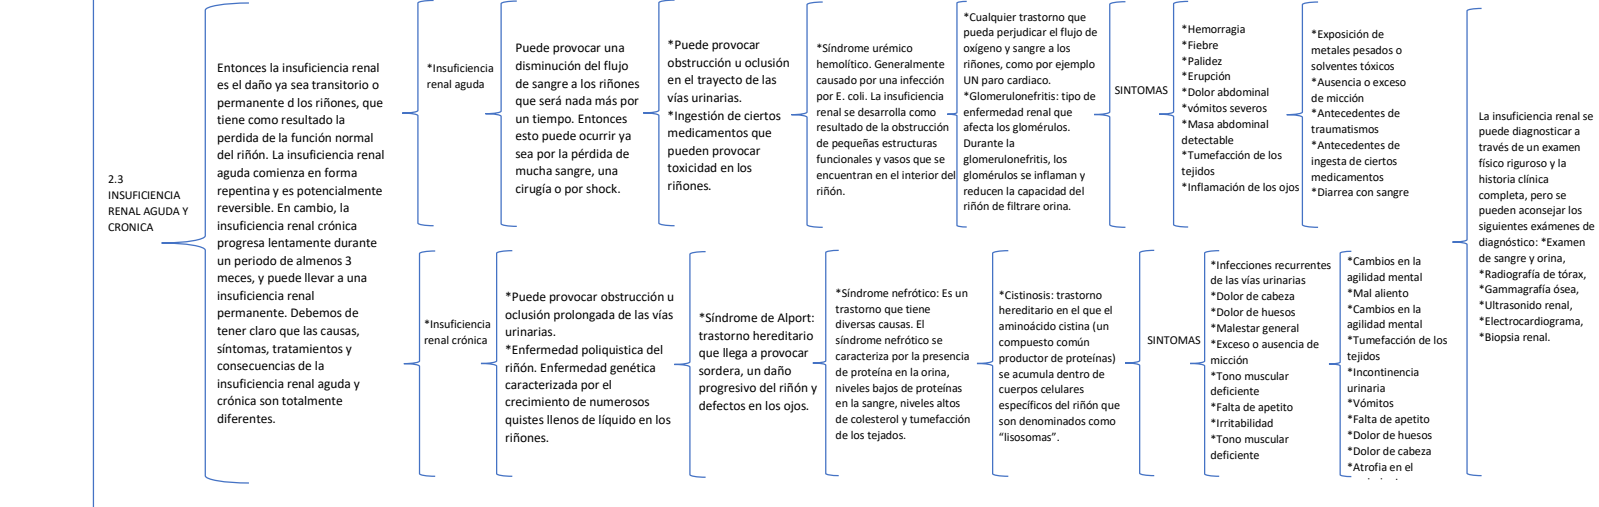 2.3
INSUFICIENCIA
RENAL AGUDA Y
CRONICA
Entonces la insuficiencia renal
es el daño ya sea transitorio o
permanente d los riñones, que
tiene como resultado la
perdida de la función normal
del riñón. La insuficiencia renal
aguda comienza en forma
repentina y es potencialmente
reversible. En cambio, la
insuficiencia renal crónica
progresa lentamente durante
un periodo de almenos 3
meces, y puede llevar a una
insuficiencia renal
permanente. Debemos de
tener claro que las causas,
síntomas, tratamientos y
consecuencias de la
insuficiencia renal aguda y
crónica son totalmente
diferentes.
*Insuficiencia
renal aguda
Puede provocar una
disminución del flujo
de sangre a los riñones
que será nada más por
un tiempo. Entonces
esto puede ocurrir ya
sea por la pérdida de
mucha sangre, una
cirugía o por shock.
*Puede provocar
obstrucción u oclusión
en el trayecto de las
vías urinarias.
*Ingestión de ciertos
medicamentos que
pueden provocar
toxicidad en los
riñones.
*Síndrome urémico
hemolítico. Generalmente
causado por una infección
por E. coli. La insuficiencia
renal se desarrolla como
resultado de la obstrucción
de pequeñas estructuras
funcionales y vasos que se
encuentran en el interior del
riñón.
*Cualquier trastorno que
pueda perjudicar el flujo de
oxígeno y sangre a los
riñones, como por ejemplo
UN paro cardiaco.
*Glomerulonefritis: tipo de
enfermedad renal que
afecta los glomérulos.
Durante la
glomerulonefritis, los
glomérulos se inflaman y
reducen la capacidad del
riñón de filtrare orina.
SINTOMAS
*Hemorragia
*Fiebre
*Palidez
*Erupción
*Dolor abdominal
*vómitos severos
*Masa abdominal
detectable
*Tumefacción de los
tejidos
*Inflamación de los ojos
*Exposición de
metales pesados o
solventes tóxicos
*Ausencia o exceso
de micción
*Antecedentes de
traumatismos
*Antecedentes de
ingesta de ciertos
medicamentos
*Diarrea con sangre
*Insuficiencia
renal crónica
*Puede provocar obstrucción u
oclusión prolongada de las vías
urinarias.
*Enfermedad poliquistica del
riñón. Enfermedad genética
caracterizada por el
crecimiento de numerosos
quistes llenos de líquido en los
riñones.
*Síndrome de Alport:
trastorno hereditario
que llega a provocar
sordera, un daño
progresivo del riñón y
defectos en los ojos.
*Síndrome nefrótico: Es un
trastorno que tiene
diversas causas. El
síndrome nefrótico se
caracteriza por la presencia
de proteína en la orina,
niveles bajos de proteínas
en la sangre, niveles altos
de colesterol y tumefacción
de los tejados.
*Cistinosis: trastorno
hereditario en el que el
aminoácido cistina (un
compuesto común
productor de proteínas)
se acumula dentro de
cuerpos celulares
específicos del riñón que
son denominados como
“lisosomas”.
SINTOMAS
*Infecciones recurrentes
de las vías urinarias
*Dolor de cabeza
*Dolor de huesos
*Malestar general
*Exceso o ausencia de
micción
*Tono muscular
deficiente
*Falta de apetito
*Irritabilidad
*Tono muscular
deficiente
*Cambios en la
agilidad mental
*Mal aliento
*Cambios en la
agilidad mental
*Tumefacción de los
tejidos
*Incontinencia
urinaria
*Vómitos
*Falta de apetito
*Dolor de huesos
*Dolor de cabeza
*Atrofia en el
La insuficiencia renal se
puede diagnosticar a
través de un examen
físico riguroso y la
historia clínica
completa, pero se
pueden aconsejar los
siguientes exámenes de
diagnóstico: *Examen
de sangre y orina,
*Radiografía de tórax,
*Gammagrafía ósea,
*Ultrasonido renal,
*Electrocardiograma,
*Biopsia renal.